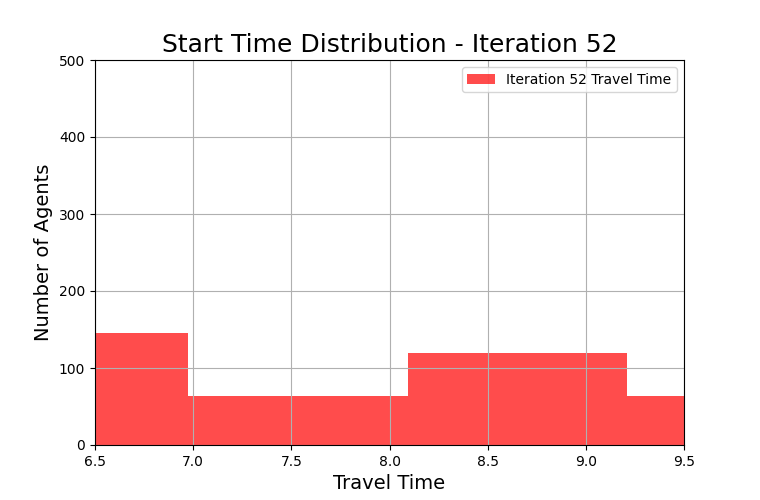 Start Time Distribution - Iteration 52
Iteration 52 Travel Time
Number of Agents
500
400
300
200
100
0
6.5 7.0 7.5 8.0 8.5 9.0 9.5
Travel Time